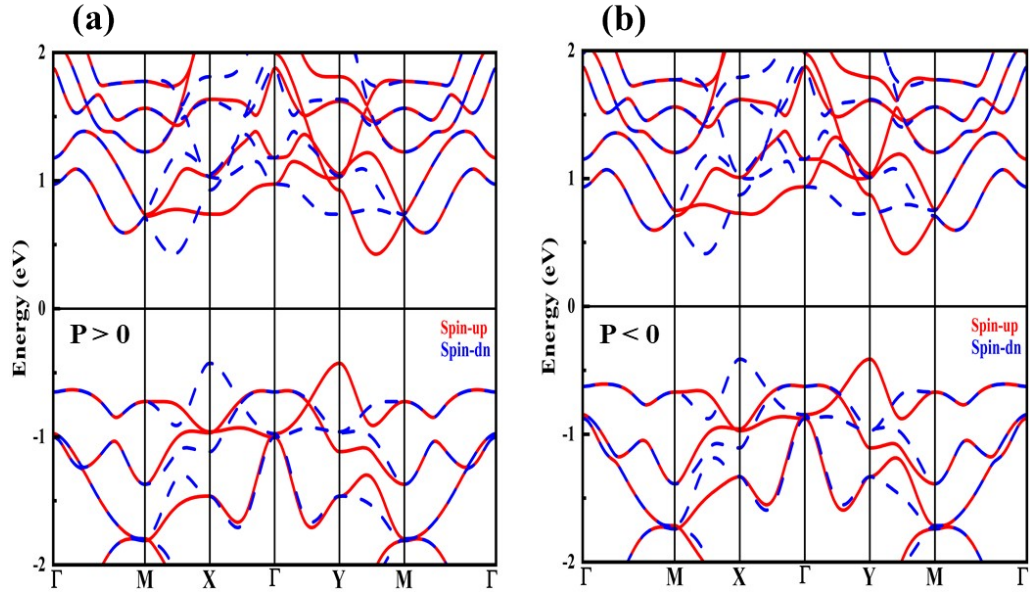 (a)
2
1
0
-1
-2
Energy (eV)
P > 0
Spin-up
Spin-dn
Γ M X Γ Y M Γ
(b)
2
1
0
-1
-2
Energy (eV)
P < 0
Spin-up
Spin-dn
Γ M X Γ Y M Γ